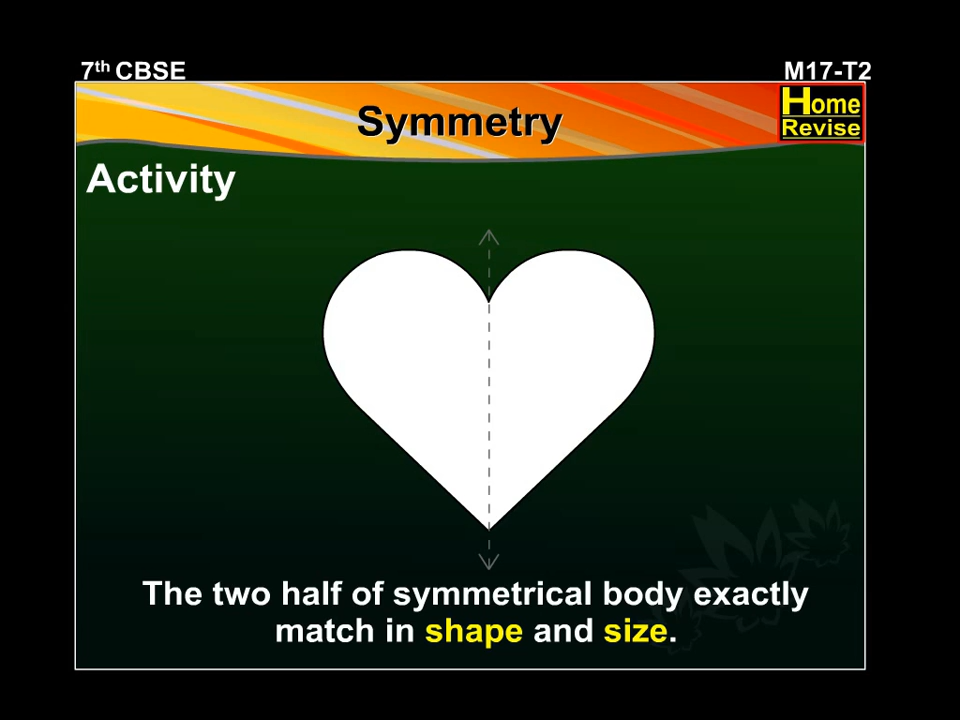 7th CBSE
M17-T2
Symmetry
Home
Revise
Activity
The two half of symmetrical body exactly
match in shape and size.